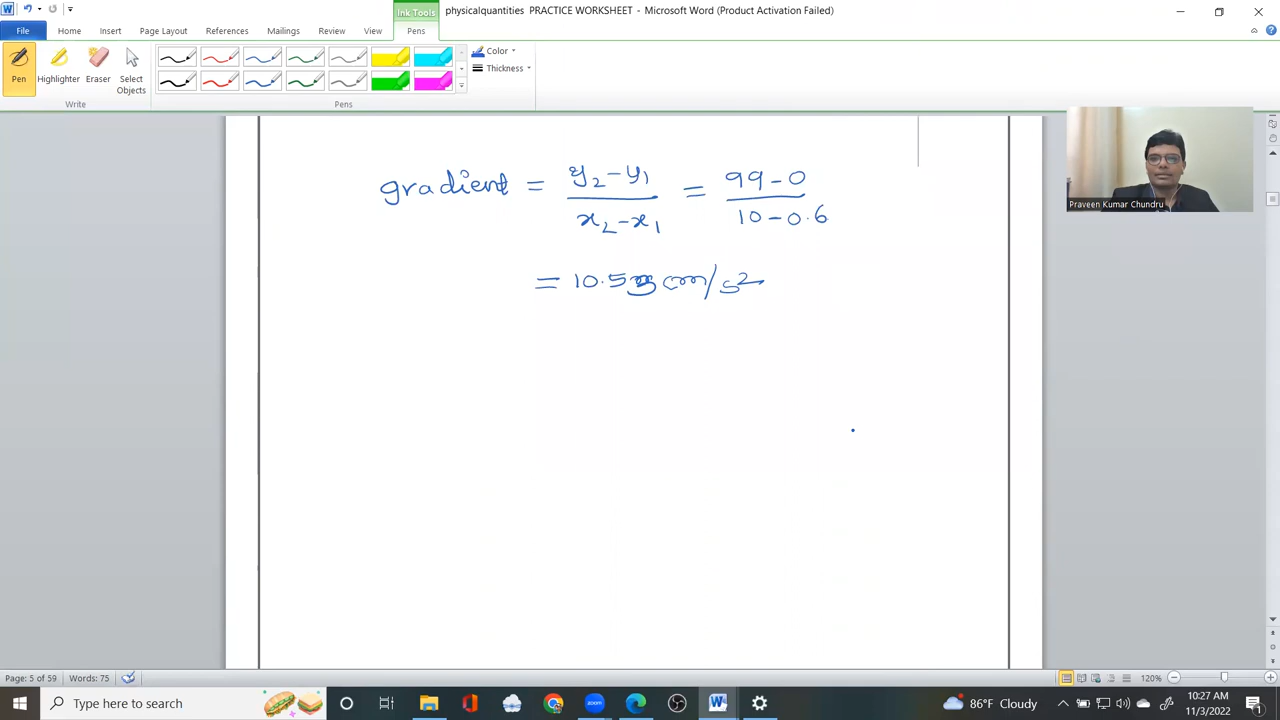 Ink Tools
physicalquantities PRACTICE WORKSHEET - Microsoft Word (Product Activation Failed)
File Home Insert Page Layout References Mailings Review View Pens
Pen Highlighter Eraser Select Objects
Color
Thickness
Write
Pens
Praveen Kumar Chundru
gradient = y₂-y₁ / x₂-x₁ = 99-0 / 10-0.6
= 10.53 cm/s²
Page: 5 of 59 Words: 75
120%
Type here to search
zoom
86°F Cloudy
10:27 AM
11/3/2022